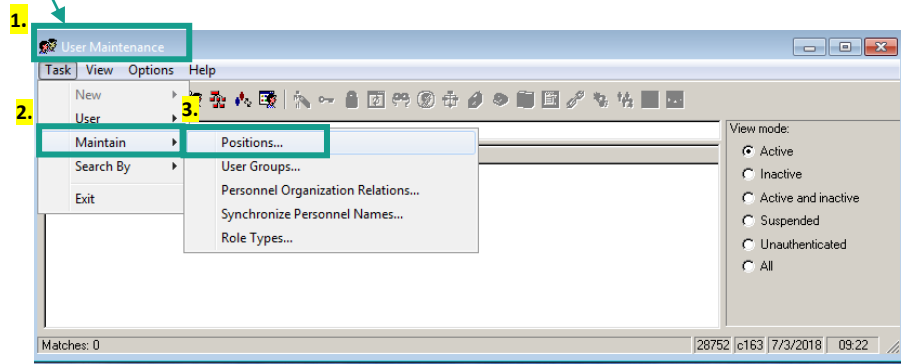 1.
User Maintenance
Task View Options Help
New
2.
3.
User
Maintain
Search By
Exit
Positions...
User Groups...
Personnel Organization Relations...
Synchronize Personnel Names...
Role Types...
View mode:
Active
Inactive
Active and inactive
Suspended
Unauthenticated
All
Matches: 0
28752 c163 7/3/2018 09:22